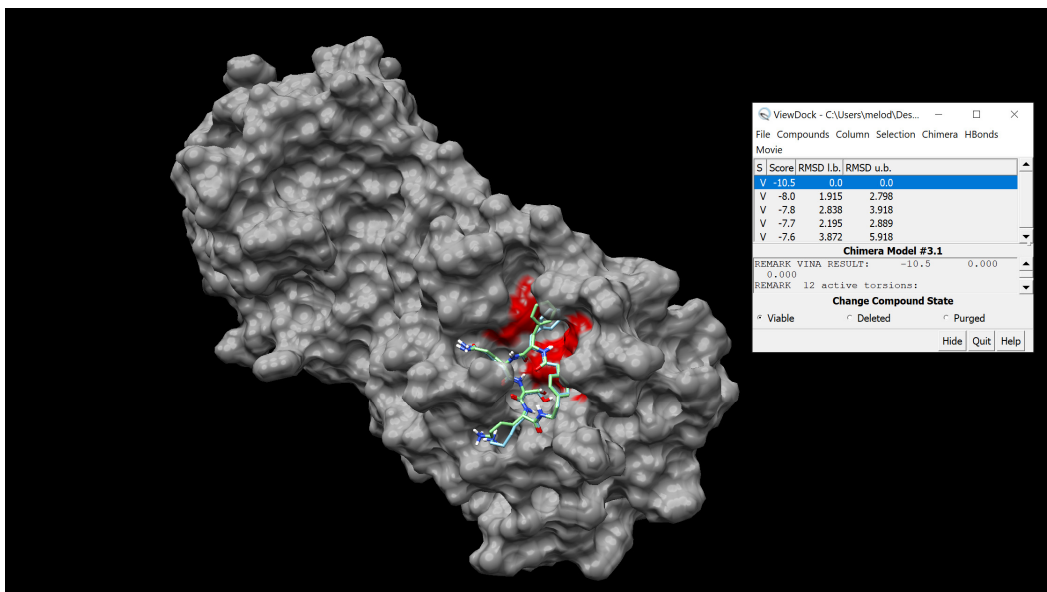 ViewDock - C:\Users\melod\Des...
File Compounds Column Selection Chimera HBonds
Movie
S Score RMSD l.b. RMSD u.b.
V -10.5 0.0 0.0
V -8.0 1.915 2.798
V -7.8 2.838 3.918
V -7.7 2.195 2.889
V -7.6 3.872 5.918
Chimera Model #3.1
REMARK VINA RESULT: -10.5 0.000
0.000
REMARK 12 active torsions:
Change Compound State
Viable Deleted Purged
Hide Quit Help